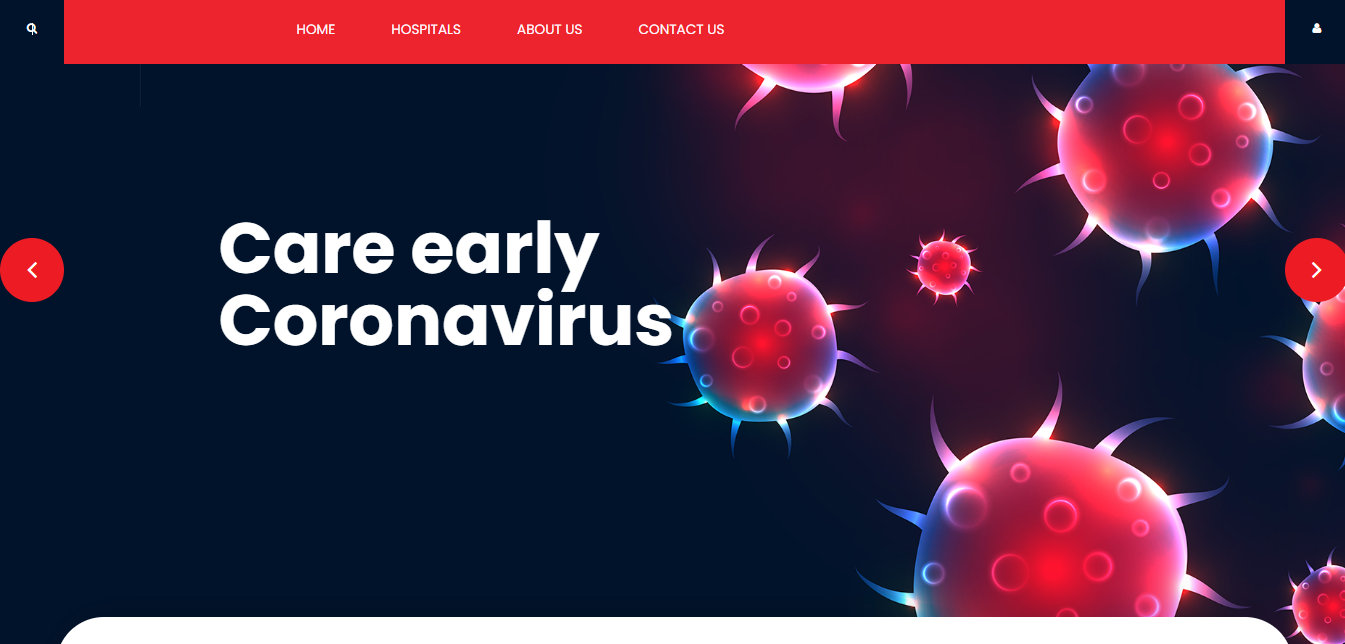 HOME HOSPITALS ABOUT US CONTACT US
Care early
Coronavirus